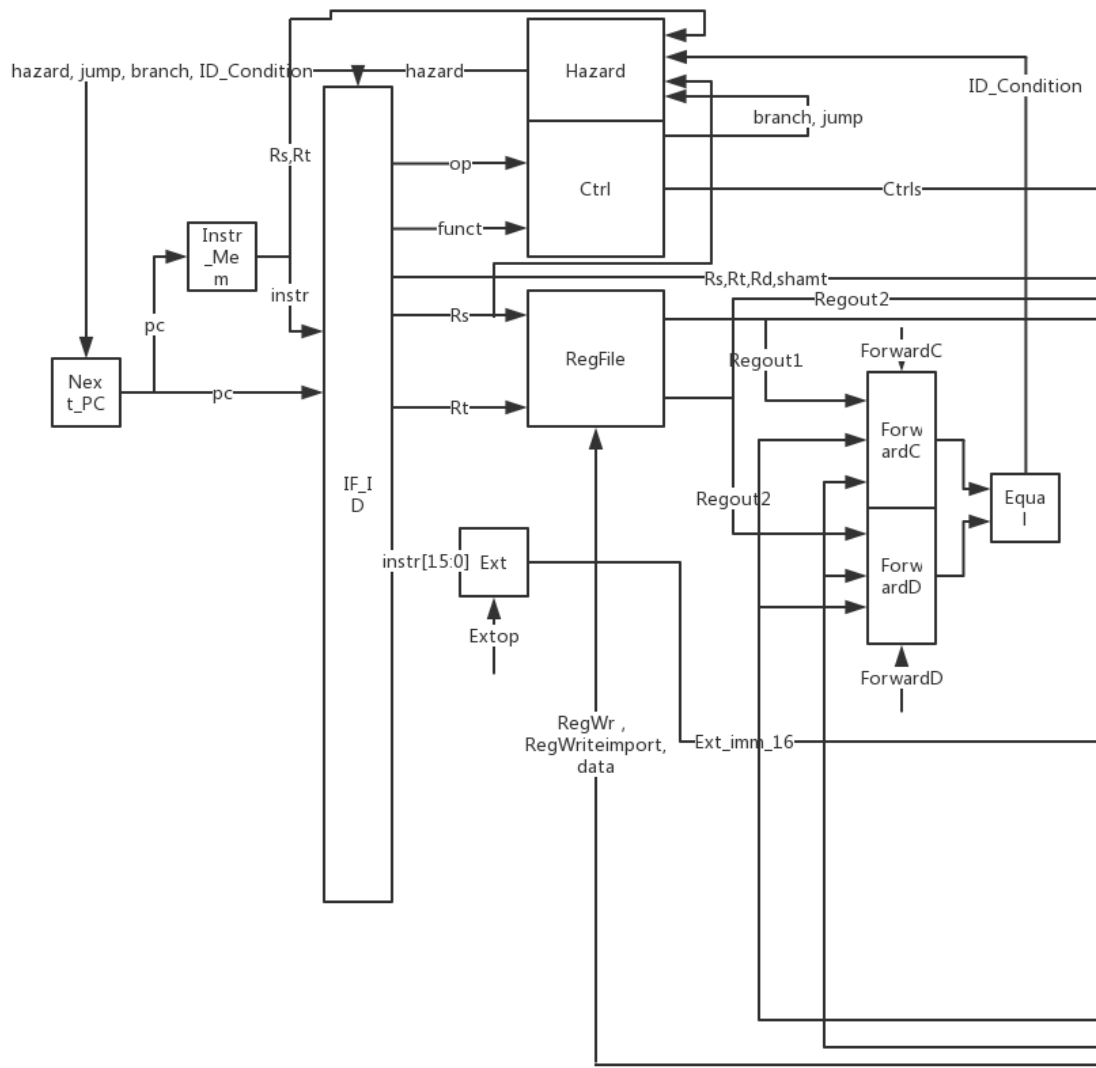 Hazard
hazard, jump, branch, ID_Condition
hazard
ID_Condition
branch, jump
Rs,Rt
op
Ctrl
Ctrls
funct
Instr
_Me
m
Rs,Rt,Rd,shamt
instr
Regout2
Rs
pc
RegFile
Regout1
ForwardC
Nex
t_PC
pc
Rt
Forw
ardC
IF_I
D
Regout2
Equa
l
instr[15:0]
Ext
Forw
ardD
Extop
ForwardD
RegWr ,
RegWriteimport,
data
Ext_imm_16